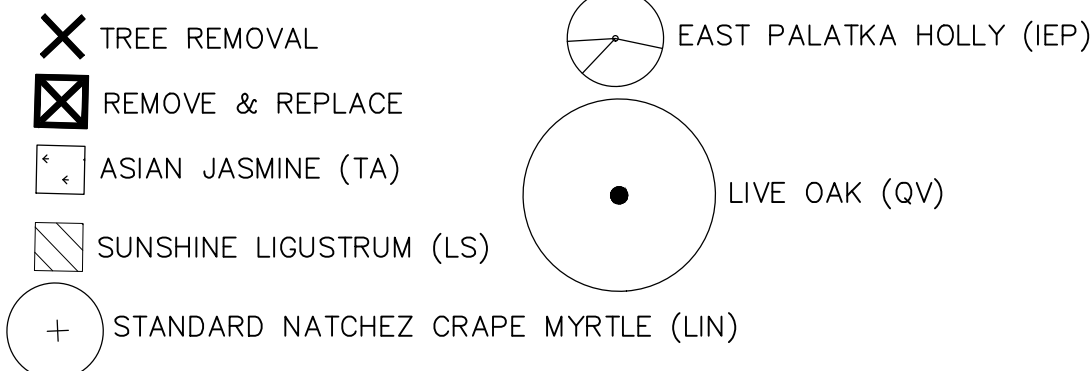 TREE REMOVAL
REMOVE & REPLACE
ASIAN JASMINE (TA)
SUNSHINE LIGUSTRUM (LS)
STANDARD NATCHEZ CRAPE MYRTLE (LIN)
EAST PALATKA HOLLY (IEP)
LIVE OAK (QV)